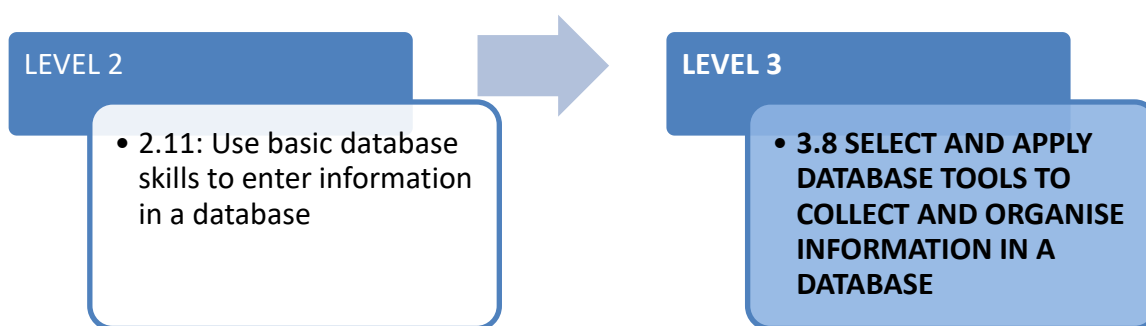 LEVEL 2
• 2.11: Use basic database
skills to enter information
in a database
LEVEL 3
• 3.8 SELECT AND APPLY
DATABASE TOOLS TO
COLLECT AND ORGANISE
INFORMATION IN A
DATABASE